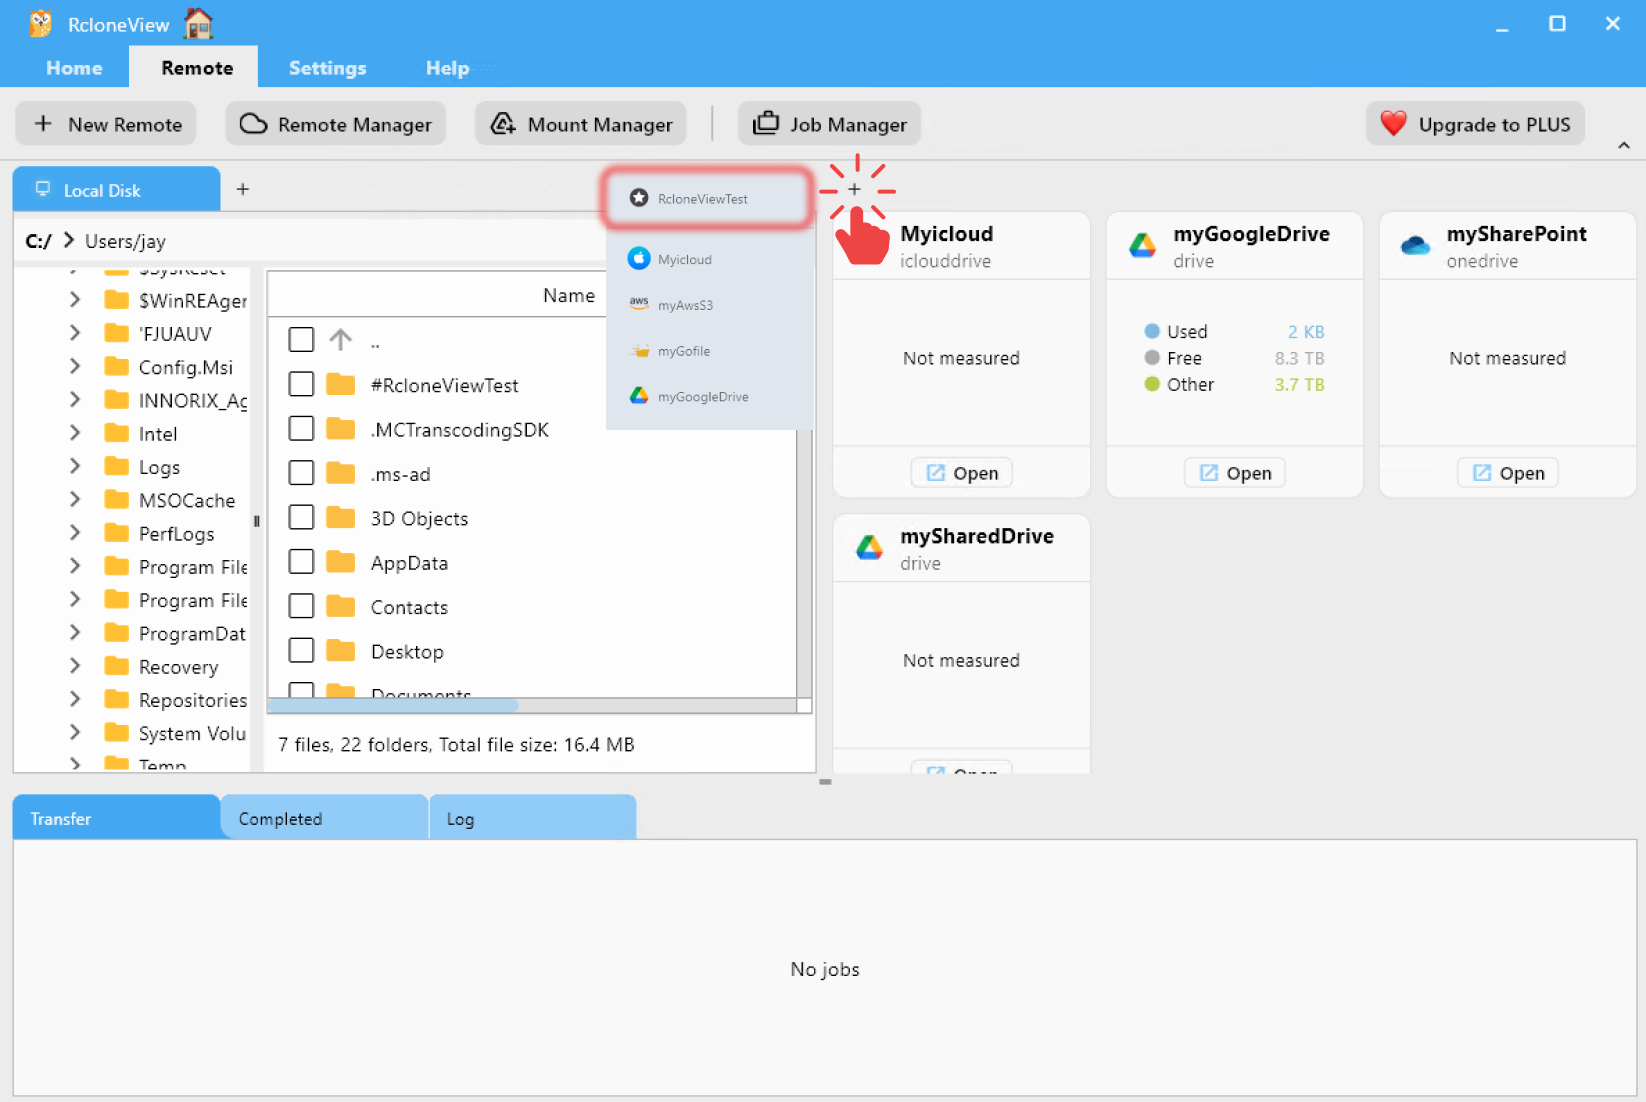 RcloneView
Home
Remote
Settings
Help
+ New Remote
Remote Manager
Mount Manager
Job Manager
Upgrade to PLUS
Local Disk
+
+
C:/ > Users/jay
$SysReset
$WinREAger
'FJUAUV
Config.Msi
INNORIX_Ag
Intel
Logs
MSOCache
PerfLogs
Program File
Program File
ProgramDat
Recovery
Repositories
System Volu
Temp
Name
..
#RcloneViewTest
.MCTranscodingSDK
.ms-ad
3D Objects
AppData
Contacts
Desktop
Documents
7 files, 22 folders, Total file size: 16.4 MB
RcloneViewTest
Myicloud
aws myAwsS3
myGofile
myGoogleDrive
Myicloud
iclouddrive
Not measured
Open
myGoogleDrive
drive
Used 2 KB
Free 8.3 TB
Other 3.7 TB
Open
mySharePoint
onedrive
Not measured
Open
mySharedDrive
drive
Not measured
Open
Transfer
Completed
Log
No jobs